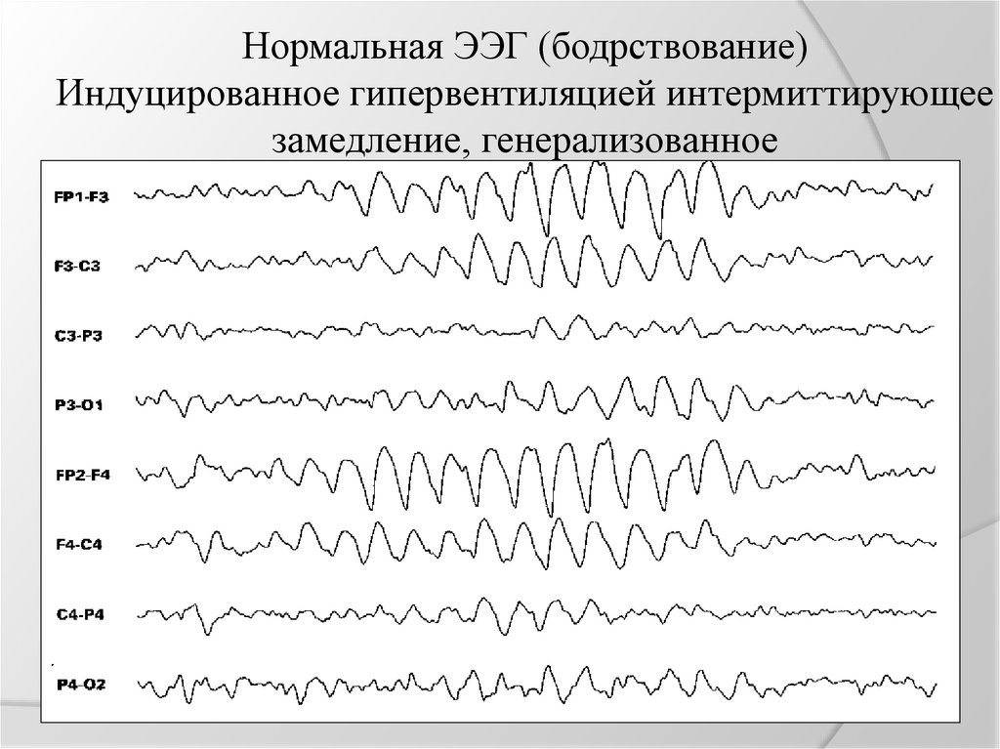 Нормальная ЭЭГ (бодрствование)
Индуцированное гипервентиляцией интермиттирующее
замедление, генерализованное
FP1-F3
F3-C3
C3-P3
P3-O1
FP2-F4
F4-C4
C4-P4
P4-O2